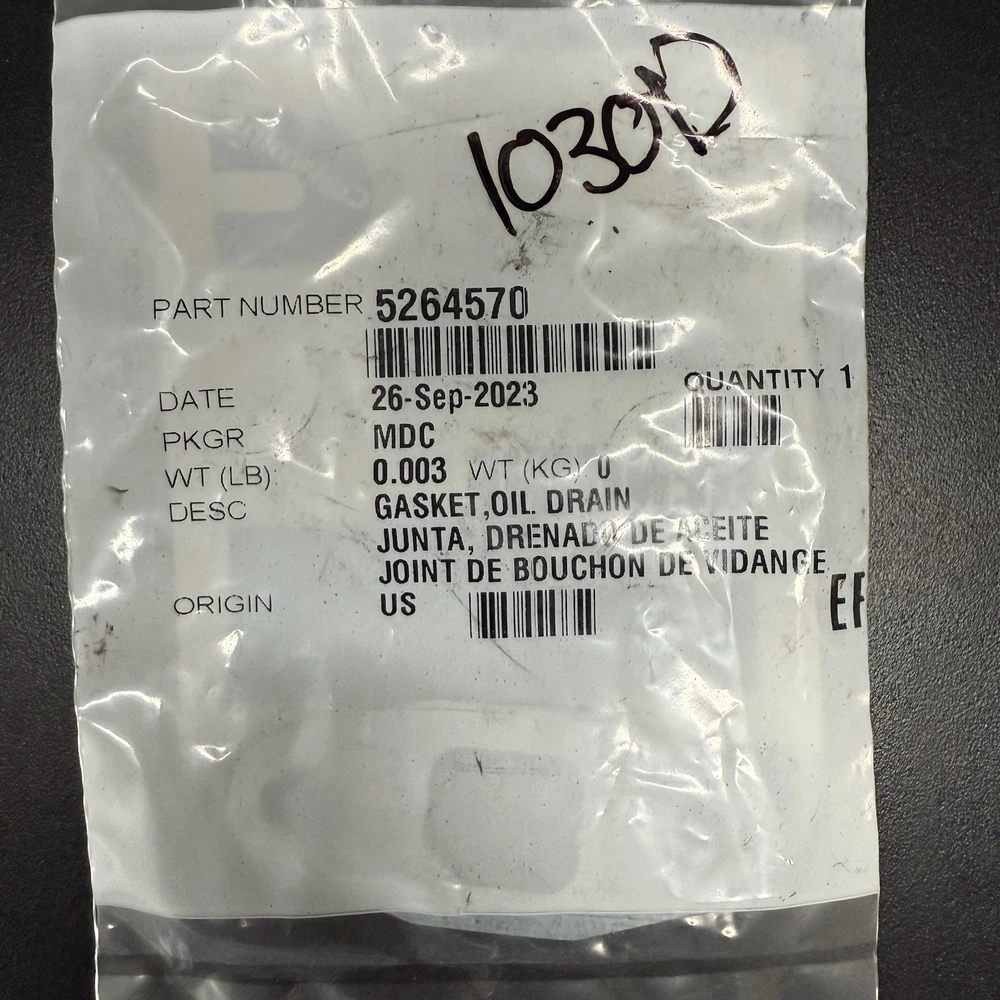 1030D
PART NUMBER 5264570
DATE 26-Sep-2023 QUANTITY 1
PKGR MDC
WT (LB): 0.003 WT (KG) 0
DESC GASKET,OIL DRAIN
JUNTA, DRENADO DE ACEITE
JOINT DE BOUCHON DE VIDANGE
ORIGIN US